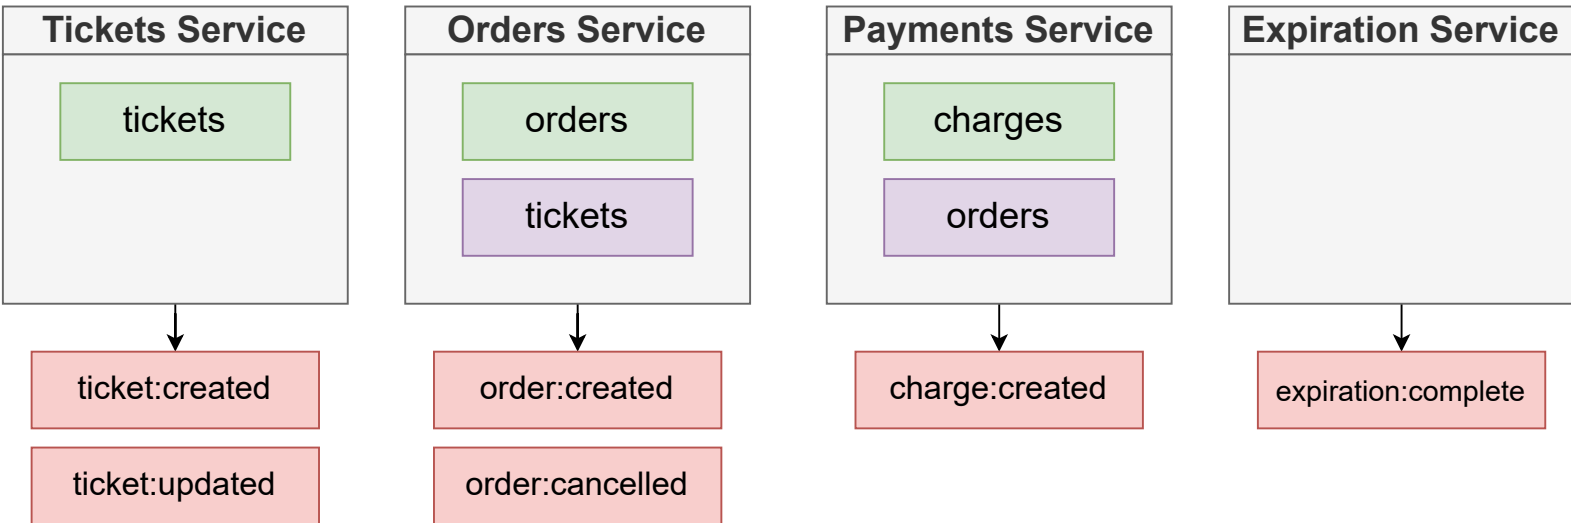 Tickets Service
tickets
ticket:created
ticket:updated
Orders Service
orders
tickets
order:created
order:cancelled
Payments Service
charges
orders
charge:created
Expiration Service
expiration:complete